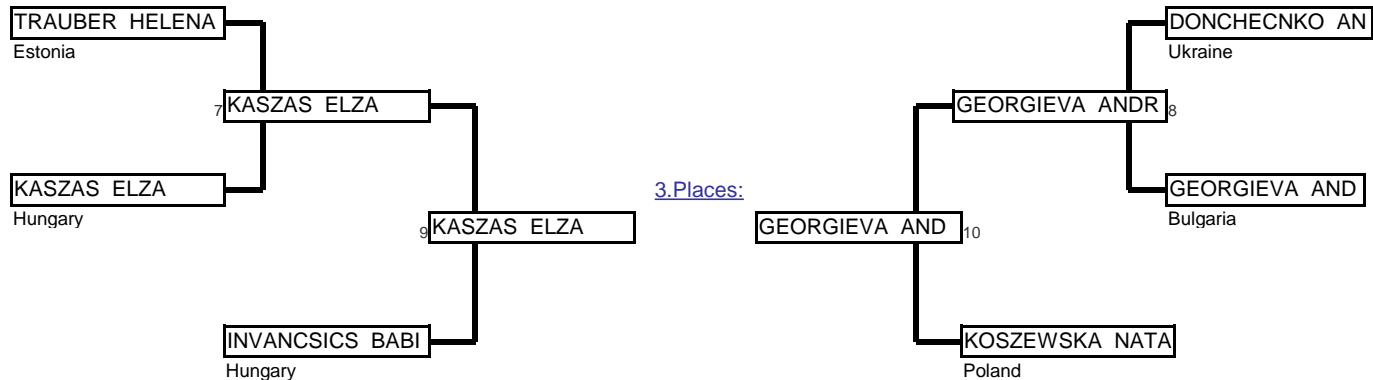 TRAUBER HELENA
Estonia
7 KASZAS ELZA
KASZAS ELZA
Hungary
9 KASZAS ELZA
INVANCSICS BABI
Hungary
3.Places:
DONCHECNKO AN
Ukraine
GEORGIEVA ANDR 8
GEORGIEVA AND
Bulgaria
GEORGIEVA AND 10
KOSZEWSKA NATA
Poland